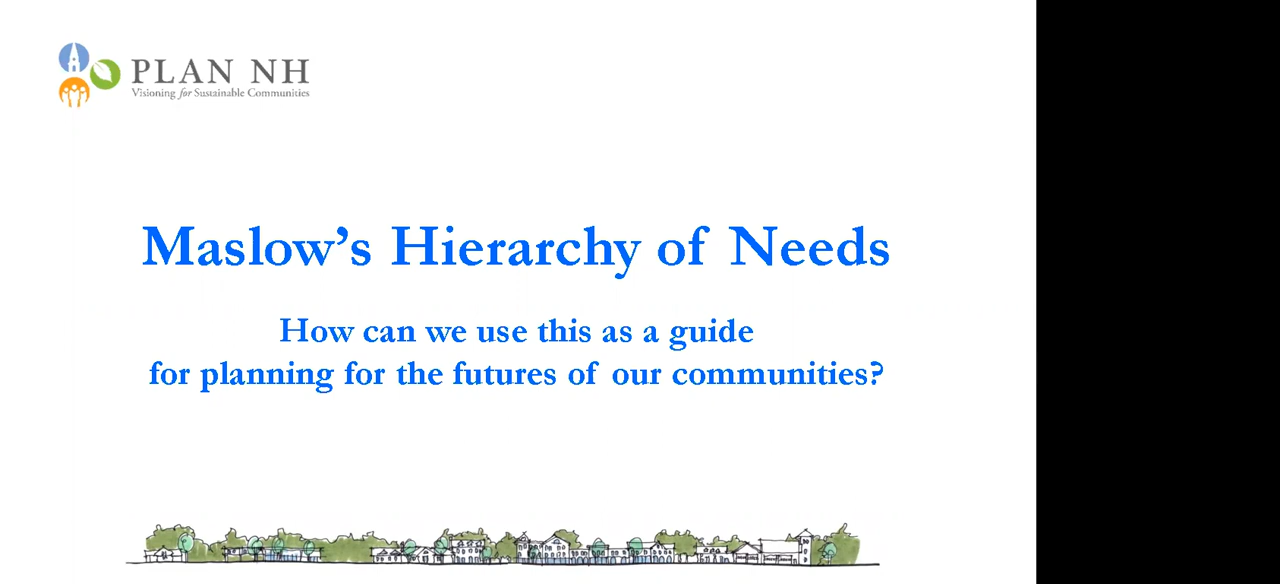 PLAN NH
Visioning for Sustainable Communities
Maslow’s Hierarchy of Needs
How can we use this as a guide
for planning for the futures of our communities?